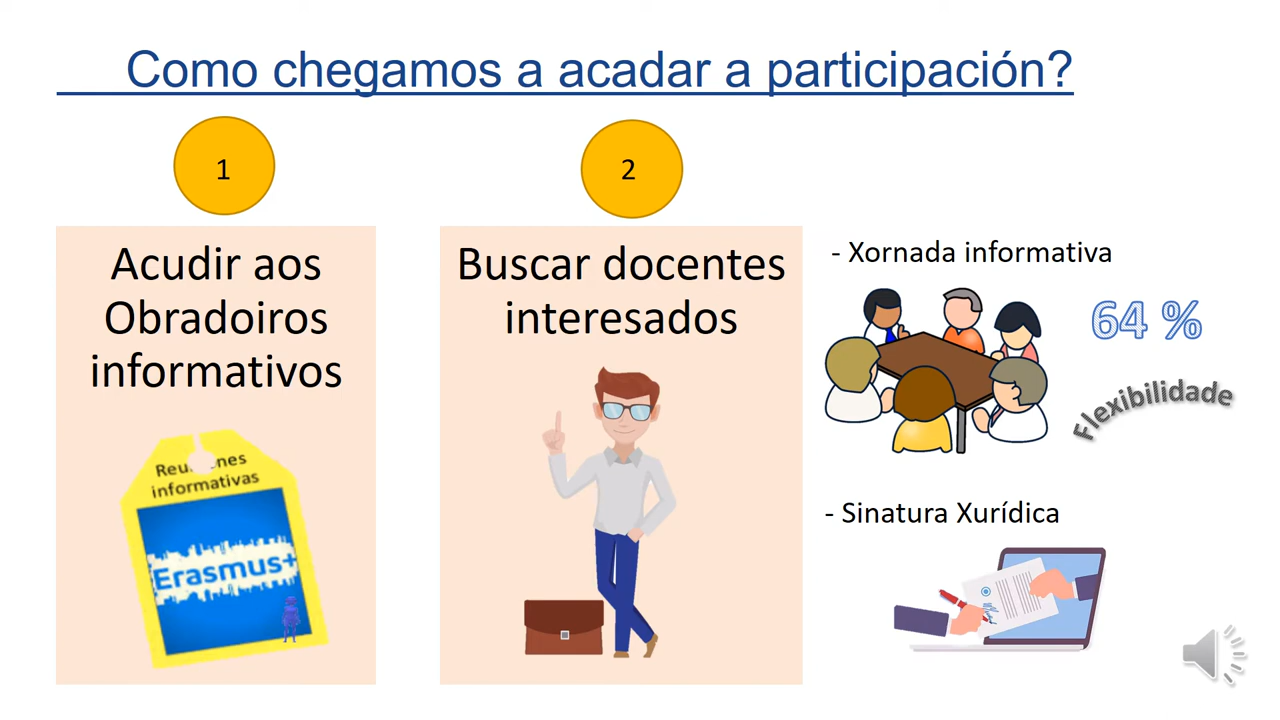 Como chegamos a acadar a participación?
1
2
Acudir aos
Obradoiros
informativos
Buscar docentes
interesados
- Xornada informativa
64 %
Flexibilidade
- Sinatura Xurídica
informativas
Erasmus+